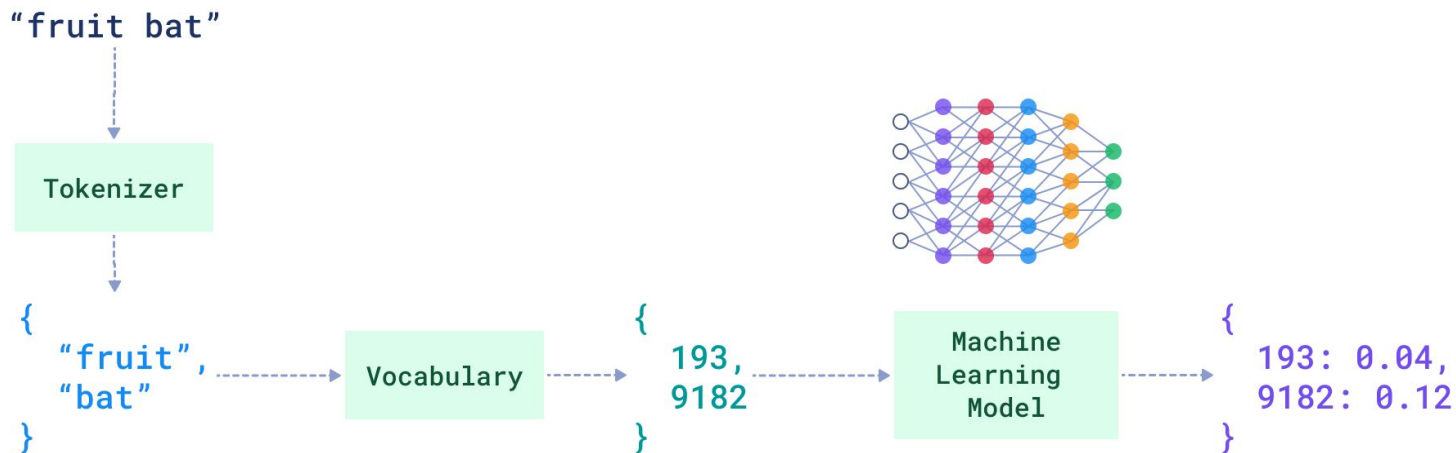 “fruit bat”
Tokenizer
{
“fruit”,
“bat”
}
Vocabulary
{
193,
9182
}
Machine
Learning
Model
{
193: 0.04,
9182: 0.12
}